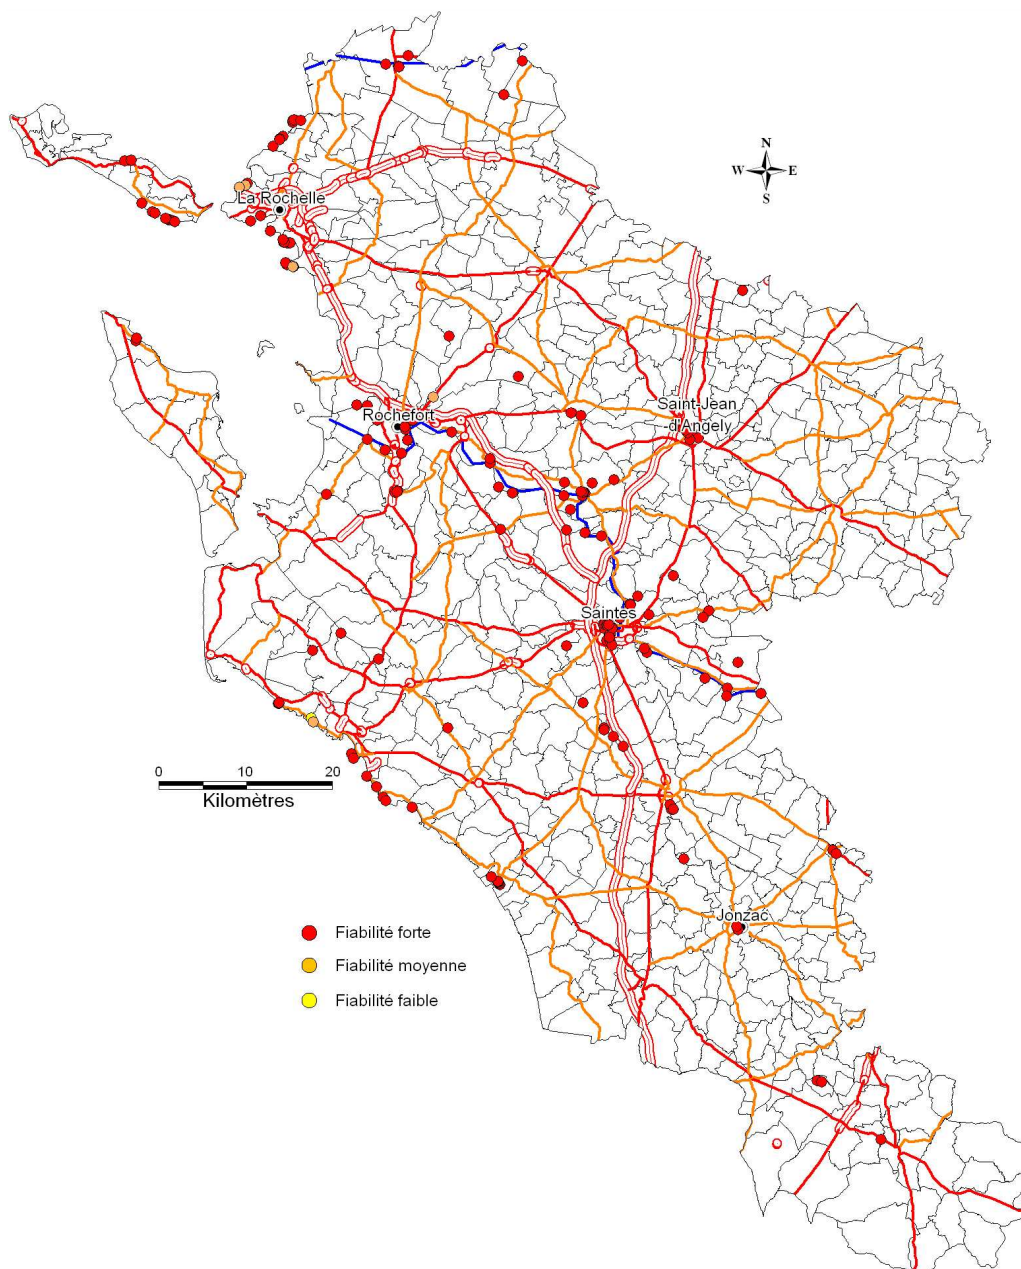 N
W E
S
La Rochelle
Rochefort
Saint-Jean
d'Angely
Saintes
0 10 20
Kilomètres
Jonzac
Fiabilité forte
Fiabilité moyenne
Fiabilité faible